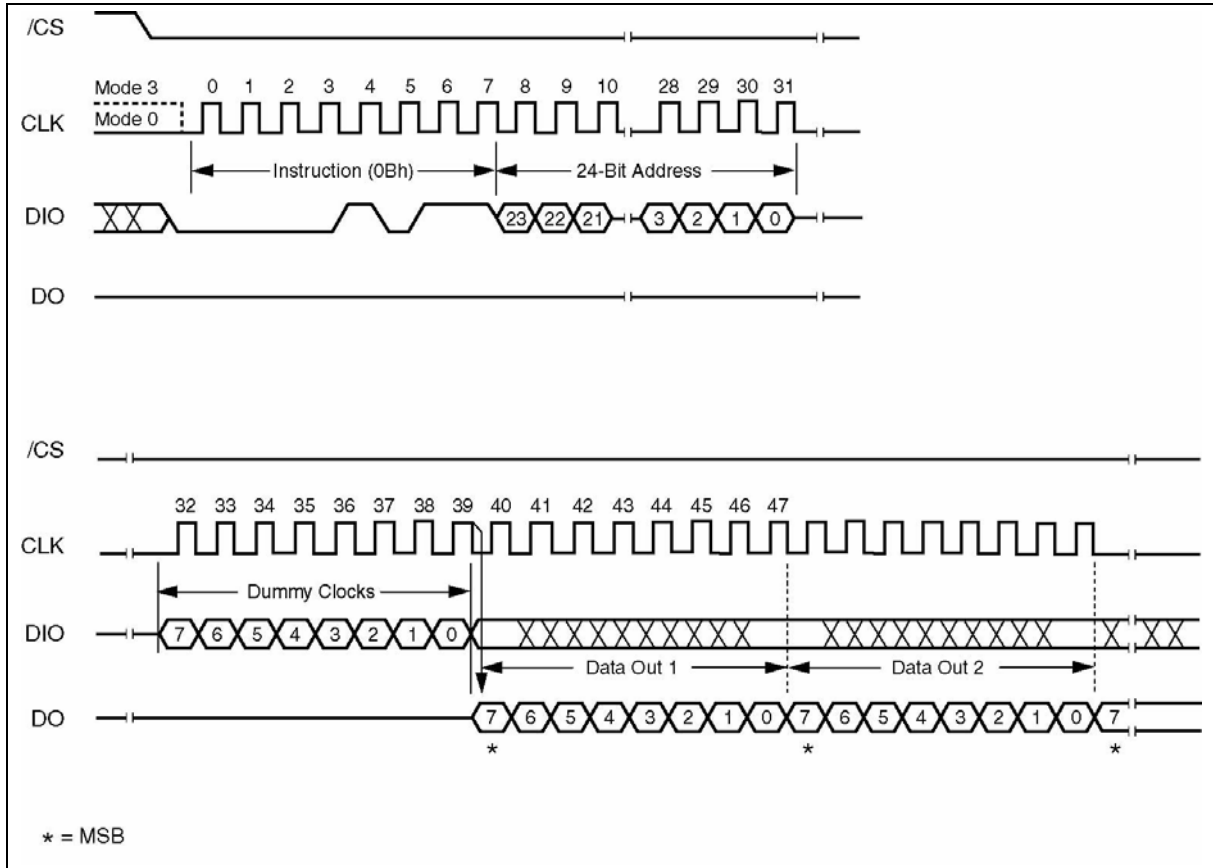 /CS
Mode 3 0 1 2 3 4 5 6 7 8 9 10 28 29 30 31
CLK Mode 0
Instruction (0Bh) 24-Bit Address
DIO 23 22 21 3 2 1 0
DO
/CS
32 33 34 35 36 37 38 39 40 41 42 43 44 45 46 47
CLK
Dummy Clocks
DIO 7 6 5 4 3 2 1 0
Data Out 1 Data Out 2
DO 7 6 5 4 3 2 1 0 7 6 5 4 3 2 1 0 7
* * *
* = MSB